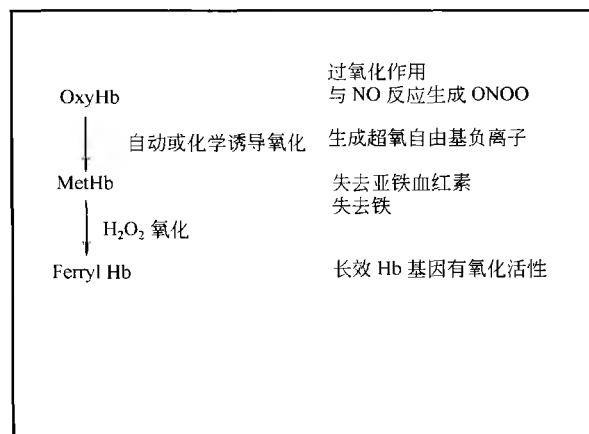 过氧化作用
OxyHb 与 NO 反应生成 ONOO
自动或化学诱导氧化 生成超氧自由基负离子
MetHb 失去亚铁血红素
失去铁
H₂O₂ 氧化
Ferryl Hb 长效 Hb 基因有氧化活性